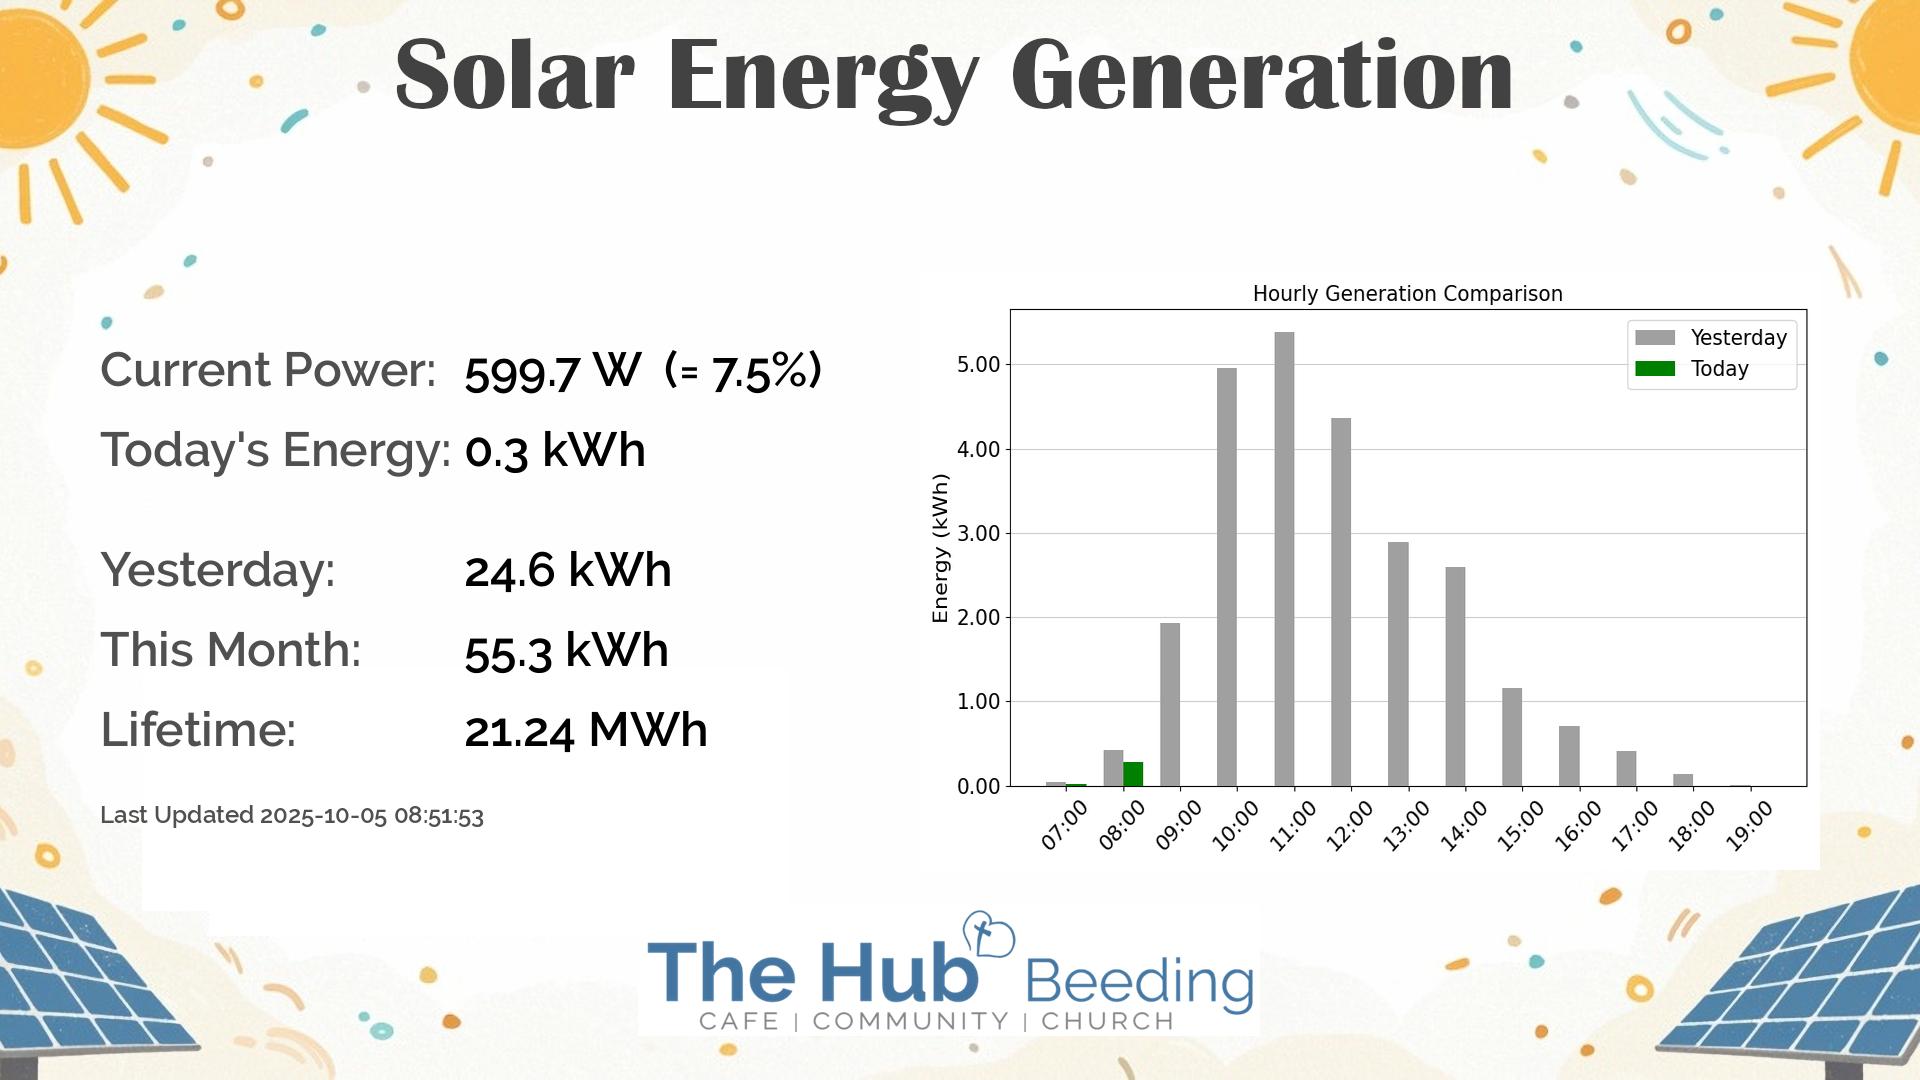 Solar Energy Generation
Current Power: 599.7 W (= 7.5%)
Today's Energy: 0.3 kWh
Yesterday: 24.6 kWh
This Month: 55.3 kWh
Lifetime: 21.24 MWh
Last Updated 2025-10-05 08:51:53
Hourly Generation Comparison
Yesterday
Today
Energy (kWh)
5.00
4.00
3.00
2.00
1.00
0.00
07:00 08:00 09:00 10:00 11:00 12:00 13:00 14:00 15:00 16:00 17:00 18:00 19:00
The Hub Beeding
CAFE | COMMUNITY | CHURCH